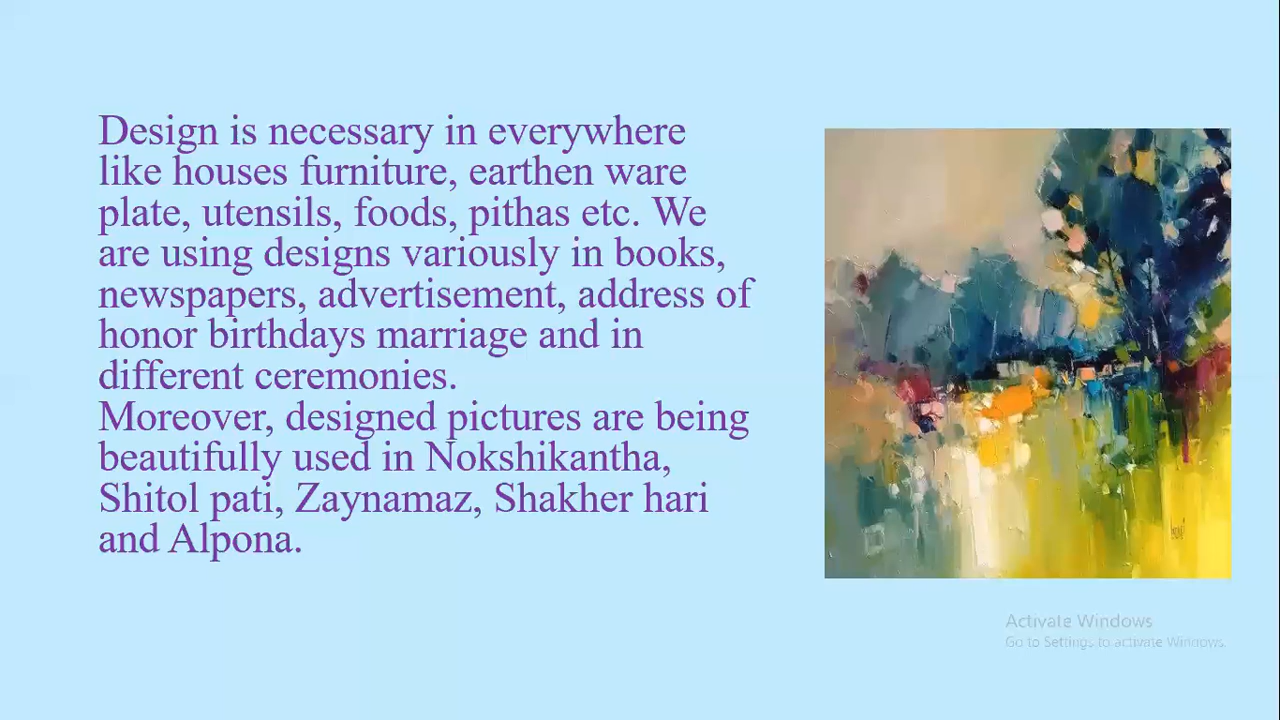 Design is necessary in everywhere
like houses furniture, earthen ware
plate, utensils, foods, pithas etc. We
are using designs variously in books,
newspapers, advertisement, address of
honor birthdays marriage and in
different ceremonies.
Moreover, designed pictures are being
beautifully used in Nokshikantha,
Shitol pati, Zaynamaz, Shakher hari
and Alpona.
Activate Windows
Go to Settings to activate Windows.